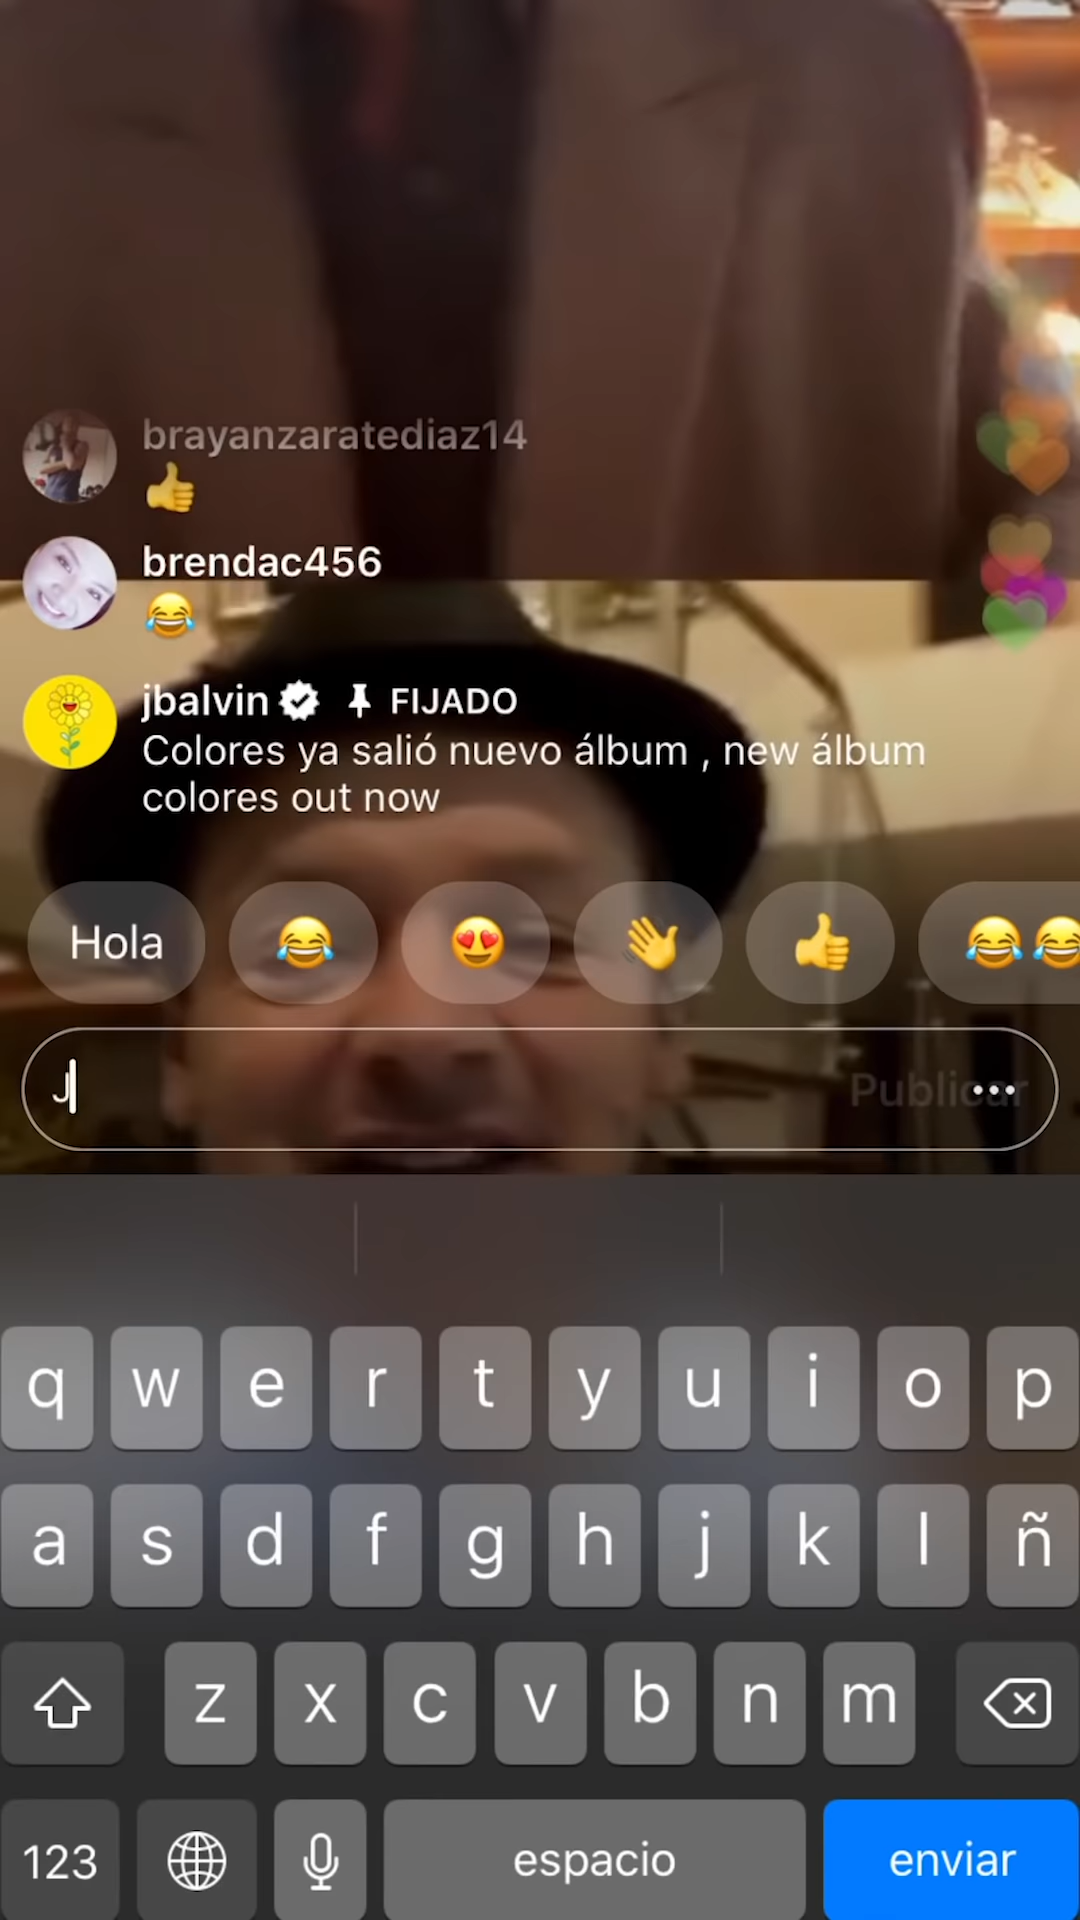 brayanzaratediaz14
👍
brendac456
😂
jbalvin FIJADO
Colores ya salió nuevo álbum , new álbum
colores out now
Hola 😂 😍 👋 👍 😂😂
J Publicar
q w e r t y u i o p
a s d f g h j k l ñ
z x c v b n m
123 espacio enviar